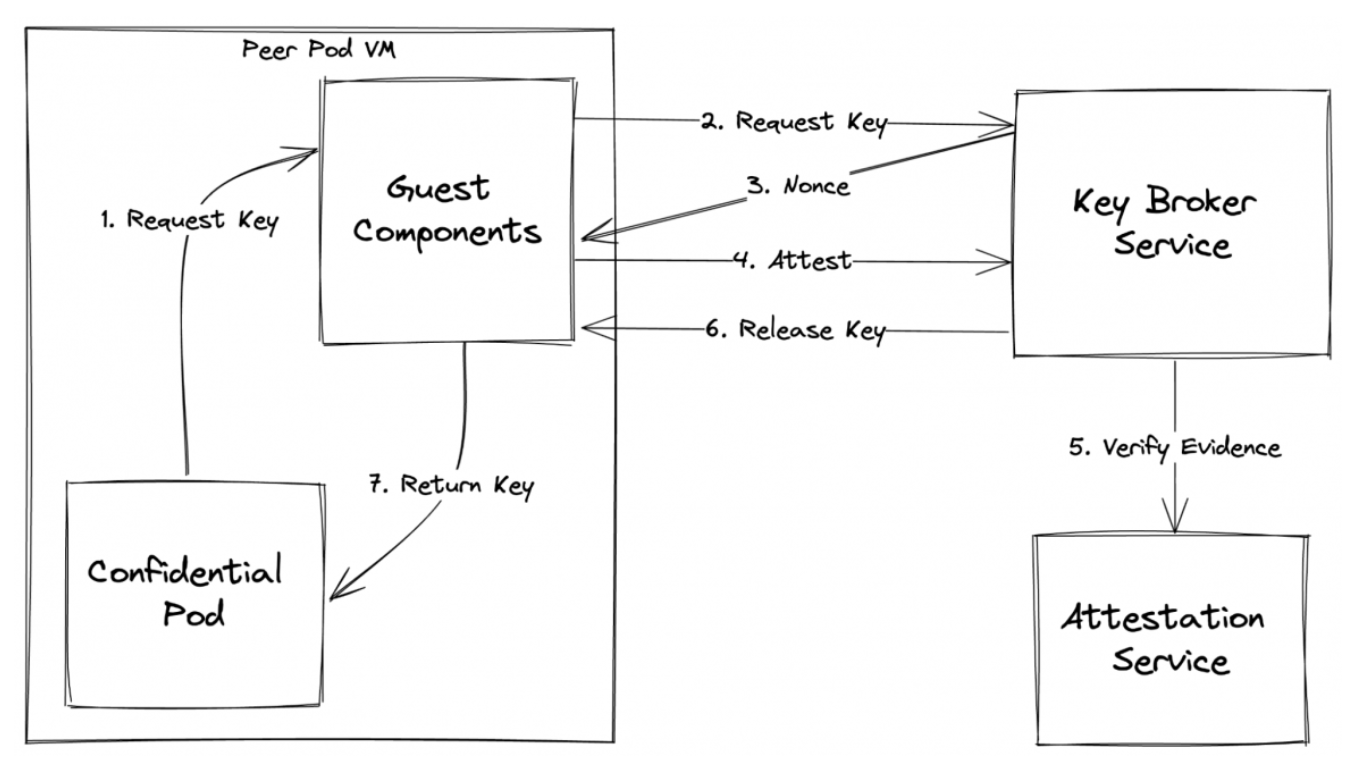 Peer Pod VM
Guest
Components
1. Request Key
2. Request Key
3. Nonce
4. Attest
6. Release Key
Key Broker
Service
5. Verify Evidence
7. Return Key
Confidential
Pod
Attestation
Service